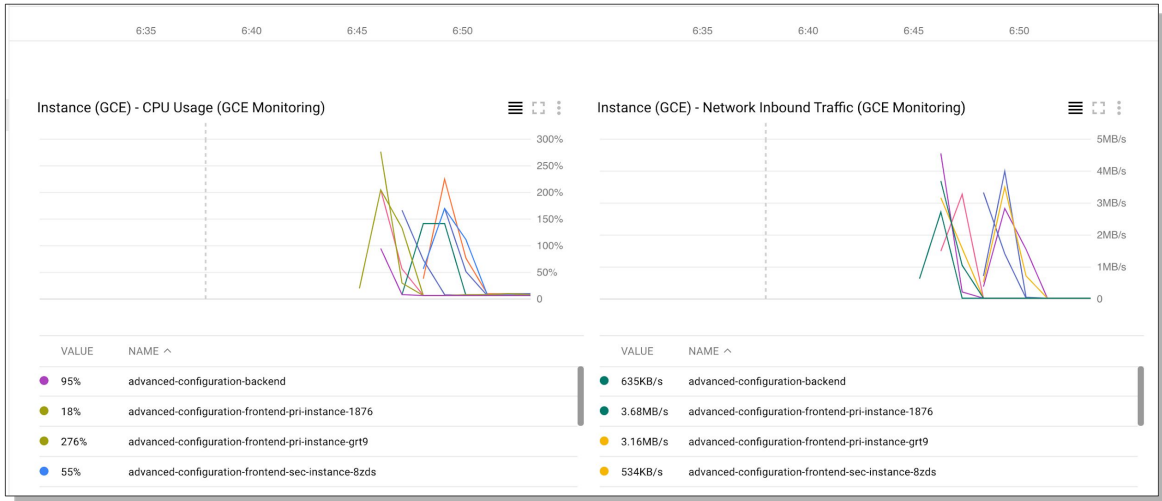 6:35 6:40 6:45 6:50 6:35 6:40 6:45 6:50
Instance (GCE) - CPU Usage (GCE Monitoring)
300%
250%
200%
150%
100%
50%
0
VALUE NAME
95% advanced-configuration-backend
18% advanced-configuration-frontend-pri-instance-1876
276% advanced-configuration-frontend-pri-instance-grt9
55% advanced-configuration-frontend-sec-instance-8zds
Instance (GCE) - Network Inbound Traffic (GCE Monitoring)
5MB/s
4MB/s
3MB/s
2MB/s
1MB/s
0
VALUE NAME
635KB/s advanced-configuration-backend
3.68MB/s advanced-configuration-frontend-pri-instance-1876
3.16MB/s advanced-configuration-frontend-pri-instance-grt9
534KB/s advanced-configuration-frontend-sec-instance-8zds